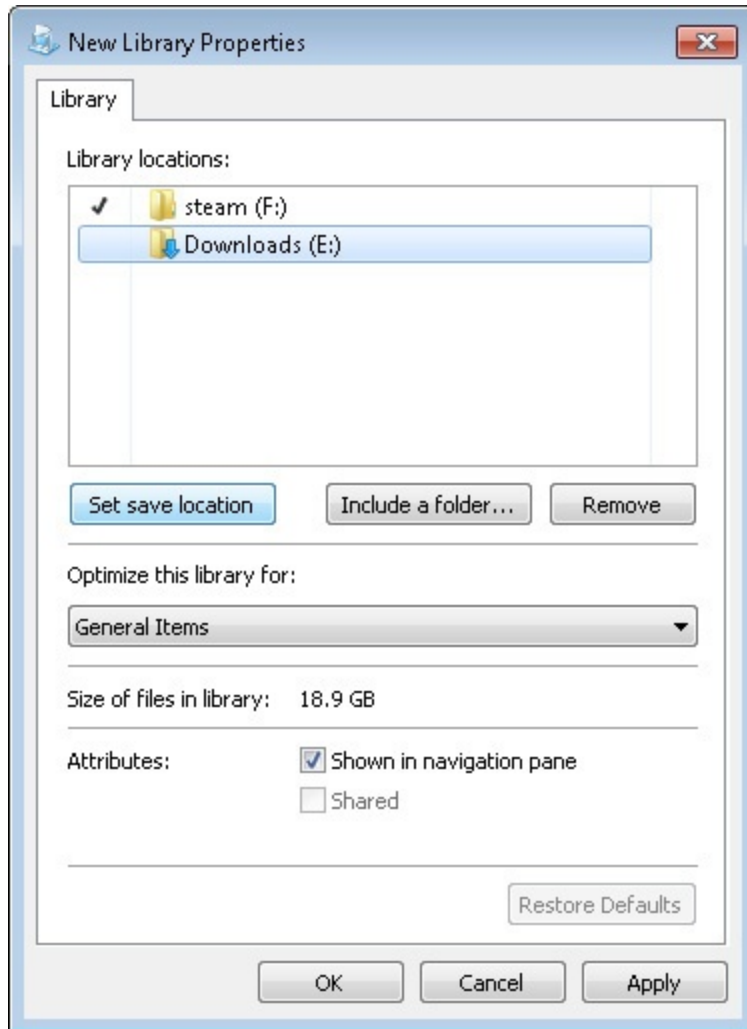 New Library Properties
Library
Library locations:
steam (F:)
Downloads (E:)
Set save location Include a folder... Remove
Optimize this library for:
General Items
Size of files in library: 18.9 GB
Attributes: Shown in navigation pane
Shared
Restore Defaults
OK Cancel Apply